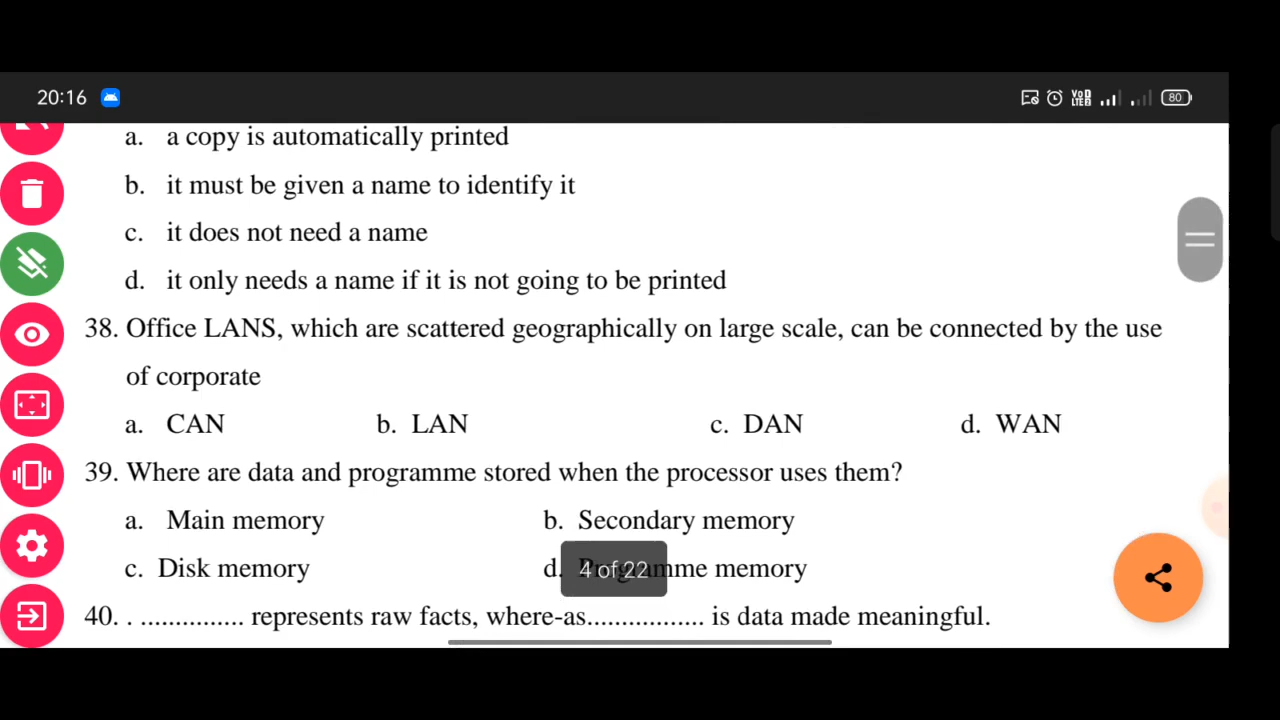 20:16 VoD LTEB 80
a. a copy is automatically printed
b. it must be given a name to identify it
c. it does not need a name
d. it only needs a name if it is not going to be printed
38. Office LANS, which are scattered geographically on large scale, can be connected by the use
of corporate
a. CAN b. LAN c. DAN d. WAN
39. Where are data and programme stored when the processor uses them?
a. Main memory b. Secondary memory
c. Disk memory d. Programme memory
4 of 22
40. . ............... represents raw facts, where-as................. is data made meaningful.